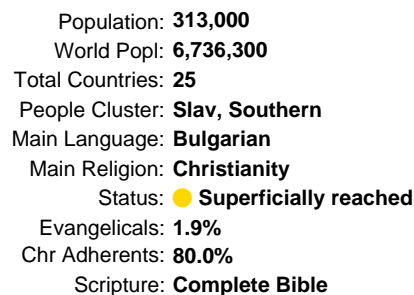 Population: 313,000
World Popl: 6,736,300
Total Countries: 25
People Cluster: Slav, Southern
Main Language: Bulgarian
Main Religion: Christianity
Status: Superficially reached
Evangelicals: 1.9%
Chr Adherents: 80.0%
Scripture: Complete Bible